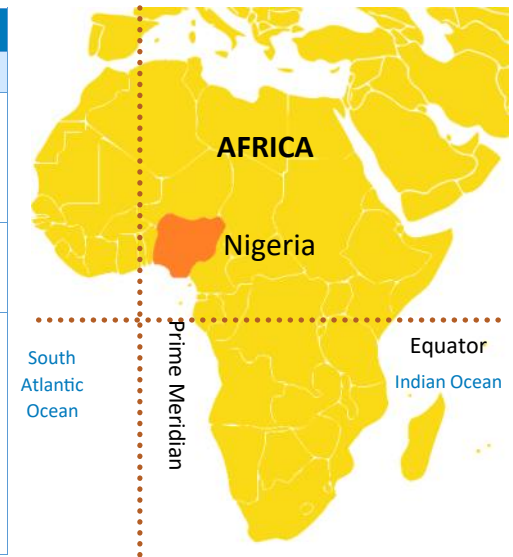 AFRICA
Nigeria
Equator
Indian Ocean
South
Atlantic
Ocean
Prime Meridian